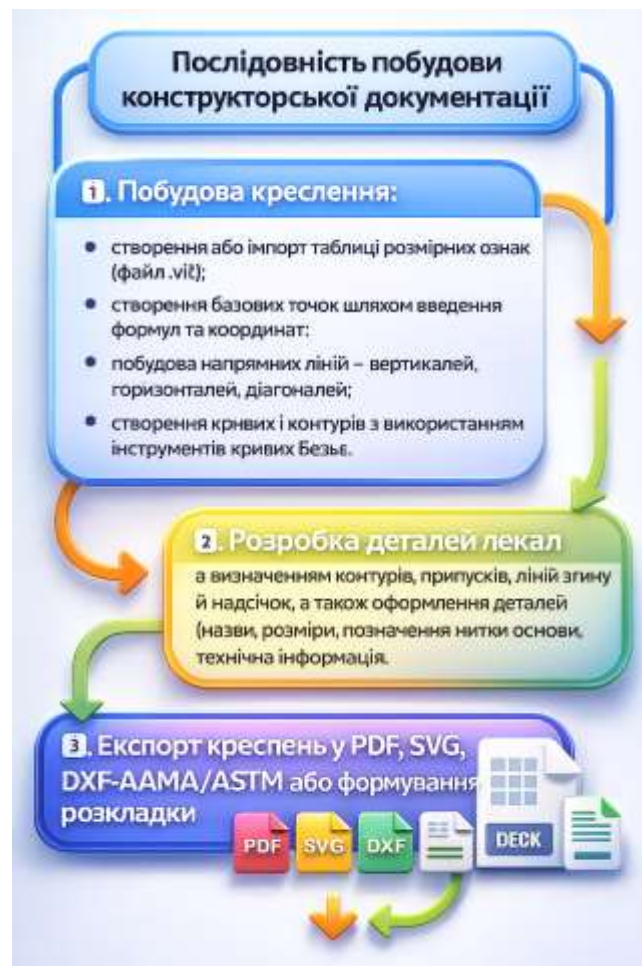 Послідовність побудови
конструкторської документації
1. Побудова креслення:
• створення або імпорт таблиці розмірних ознак
(файл .vit);
• створення базових точок шляхом введення
формул та координат:
• побудова напрямних ліній – вертикалей,
горизонталей, діагоналей;
• створення кривих і контурів з використанням
інструментів кривих Безьє.
2. Розробка деталей лекал
а визначенням контурів, припусків, ліній згину
й надсічок, а також оформлення деталей
(назви, розміри, позначення нитки основи,
технічна інформація.
3. Експорт креспень у PDF, SVG,
DXF-AAMA/ASTM або формування
розкладки
PDF
SVG
DXF
DECK